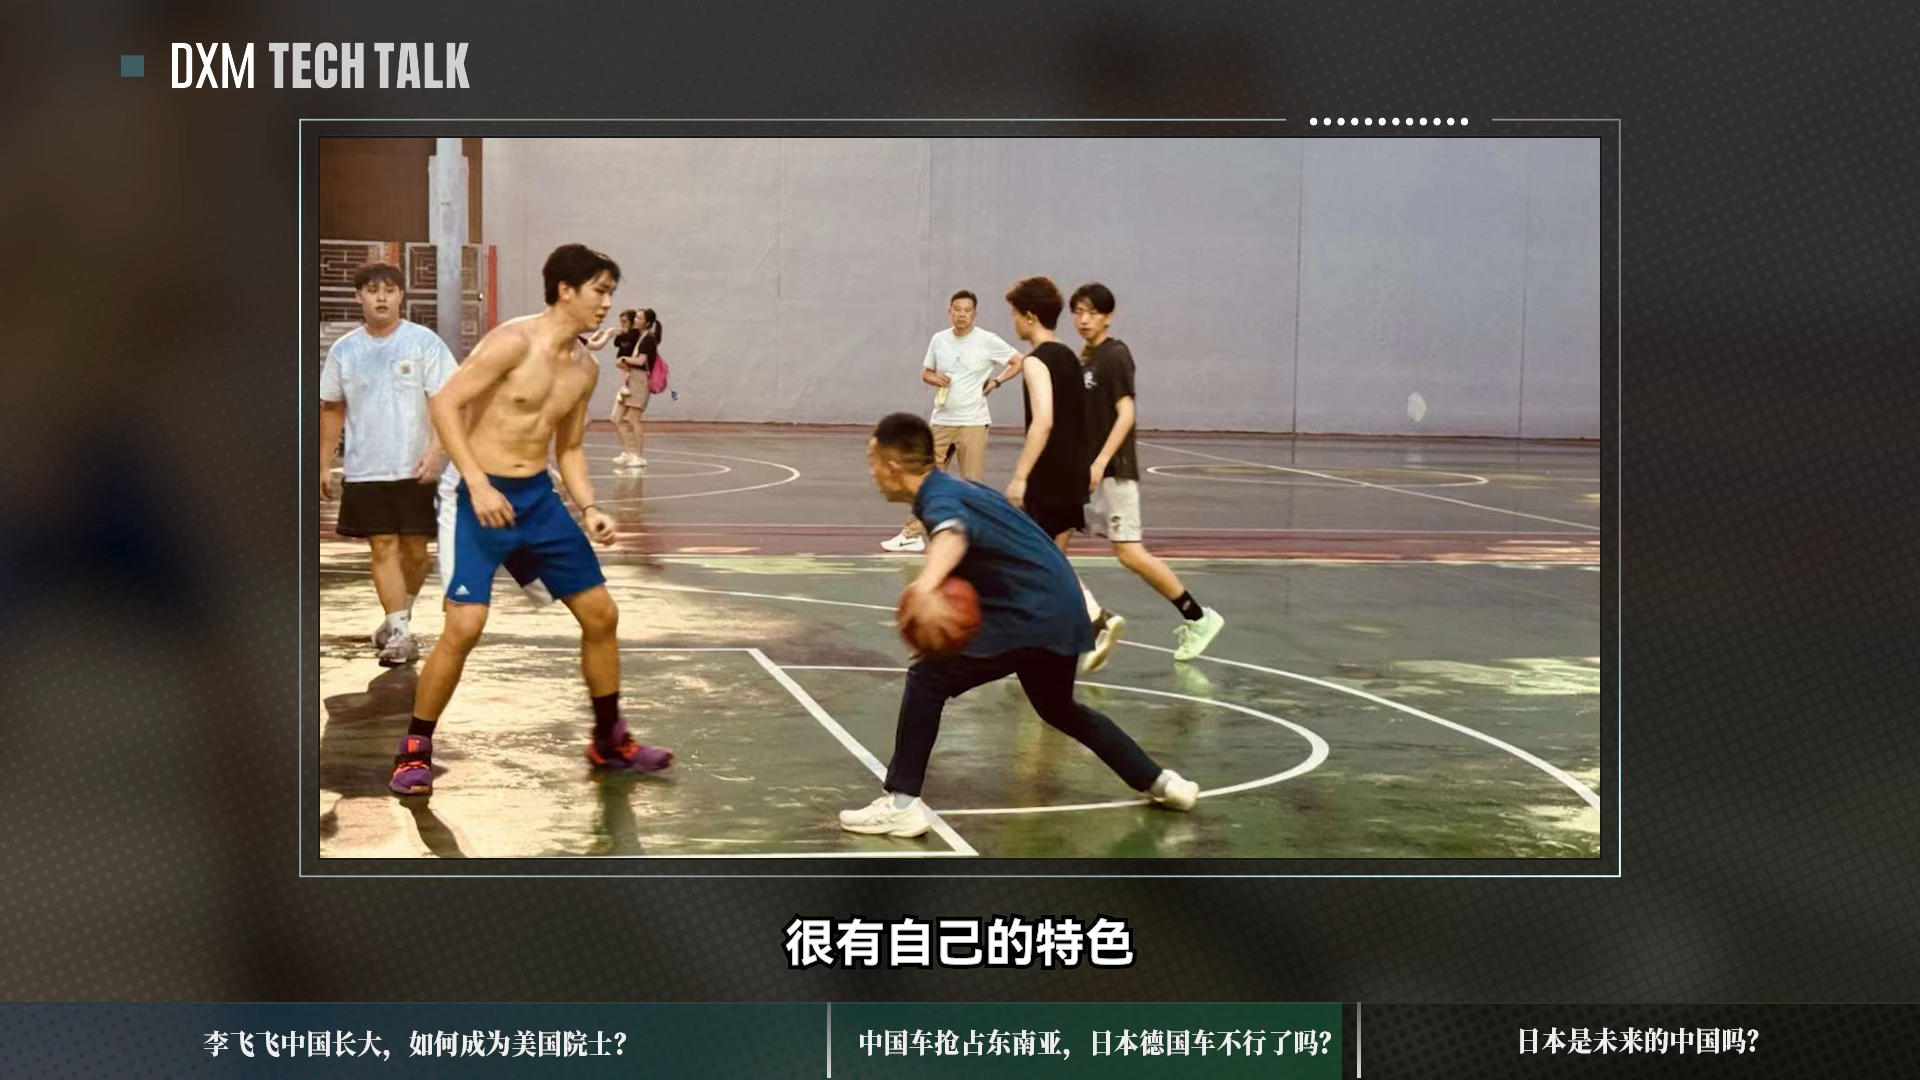 DXM TECH TALK
很有自己的特色
李飞飞中国长大，如何成为美国院士？
中国车抢占东南亚，日本德国车不行了吗？
日本是未来的中国吗？